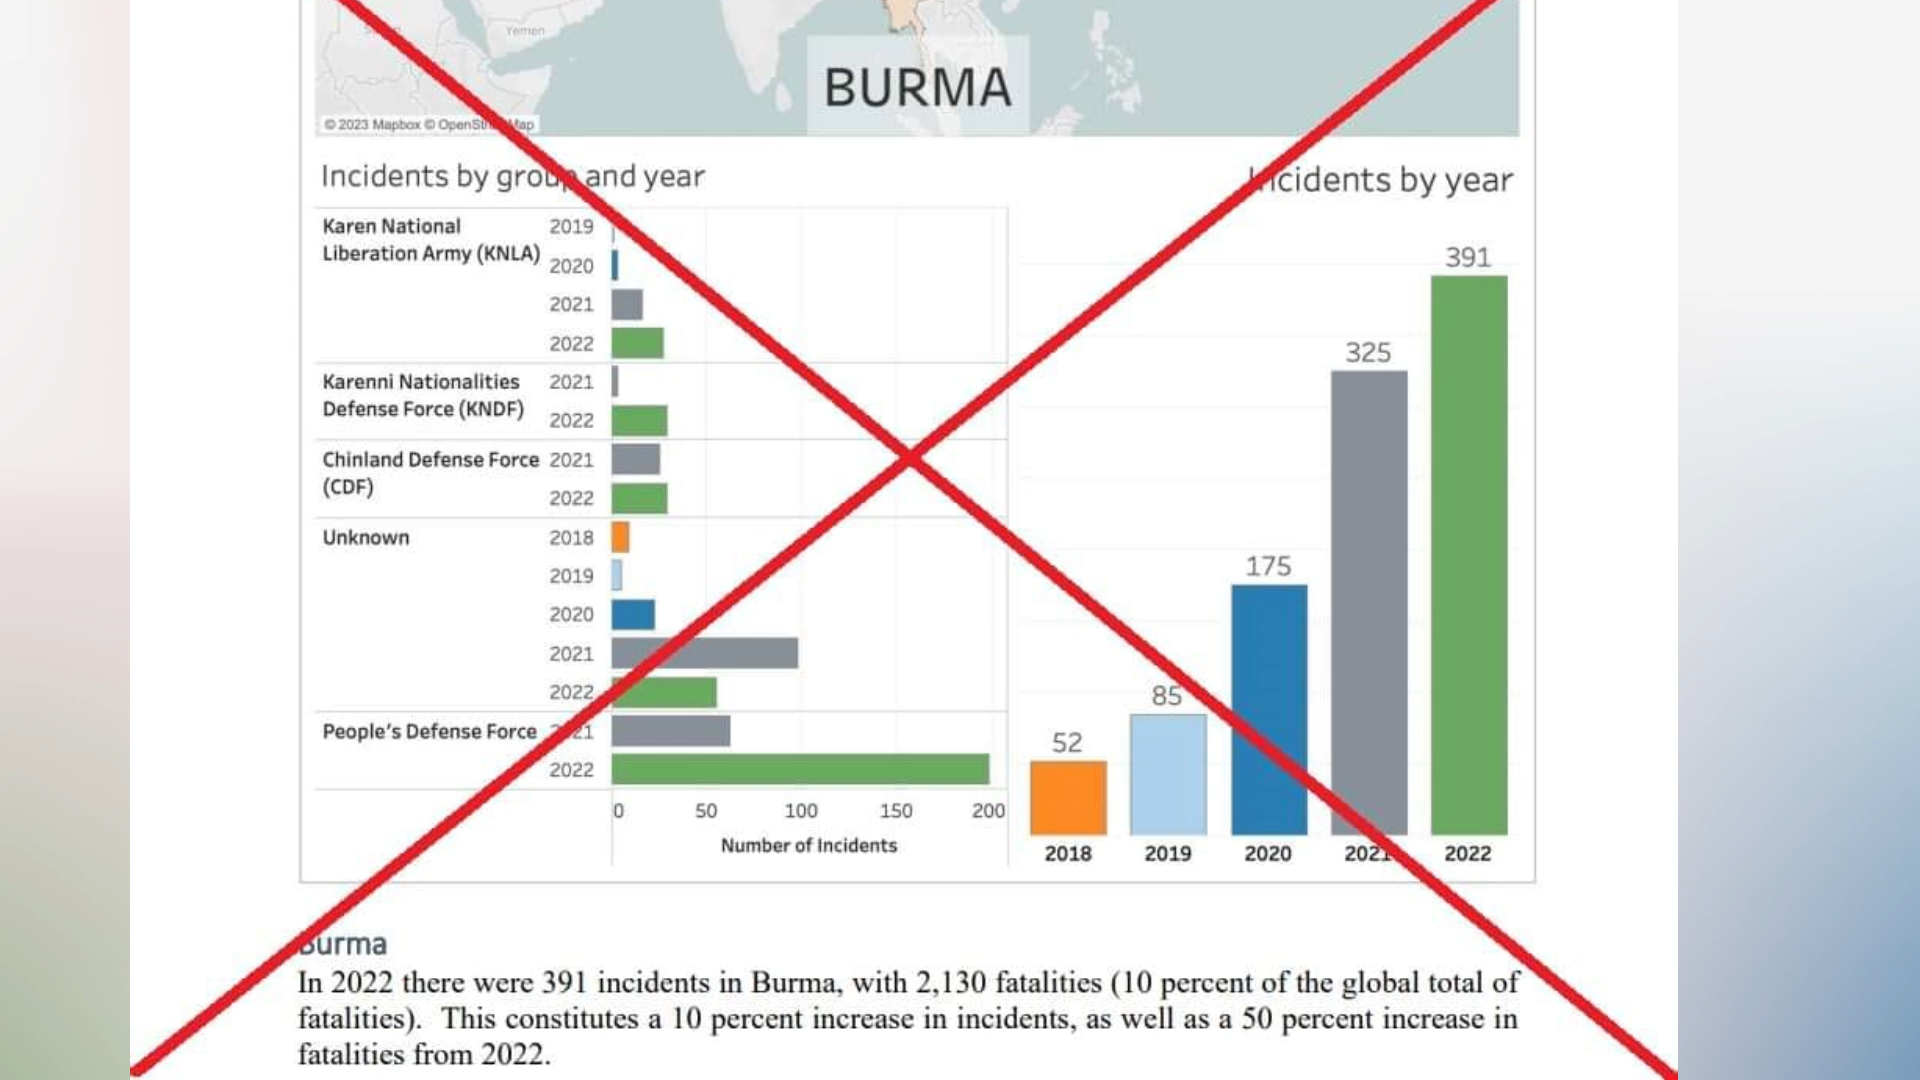 Yemen
BURMA
© 2023 Mapbox © OpenStreetMap
Incidents by group and year
Incidents by year
Karen National
Liberation Army (KNLA)
2019
2020
2021
2022
Karenni Nationalities
Defense Force (KNDF)
2021
2022
Chinland Defense Force
(CDF)
2021
2022
Unknown
2018
2019
2020
2021
2022
People's Defense Force
2021
2022
0 50 100 150 200
Number of Incidents
391
325
175
85
52
2018 2019 2020 2021 2022
Burma
In 2022 there were 391 incidents in Burma, with 2,130 fatalities (10 percent of the global total of
fatalities). This constitutes a 10 percent increase in incidents, as well as a 50 percent increase in
fatalities from 2022.